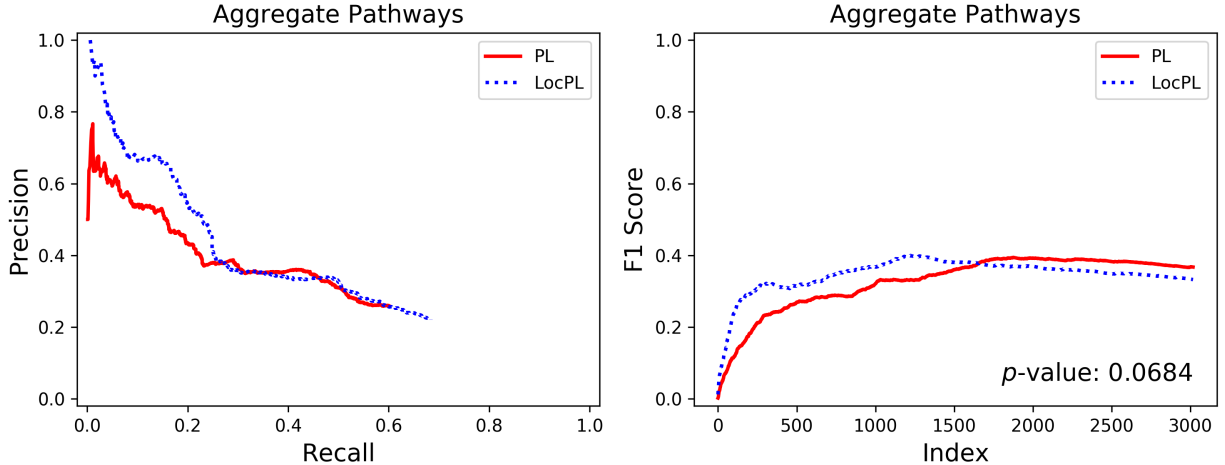 Aggregate Pathways
1.0
0.8
0.6
0.4
0.2
0.0
Precision
PL
LocPL
0.0 0.2 0.4 0.6 0.8 1.0
Recall
Aggregate Pathways
1.0
0.8
0.6
0.4
0.2
0.0
F1 Score
PL
LocPL
p-value: 0.0684
0 500 1000 1500 2000 2500 3000
Index